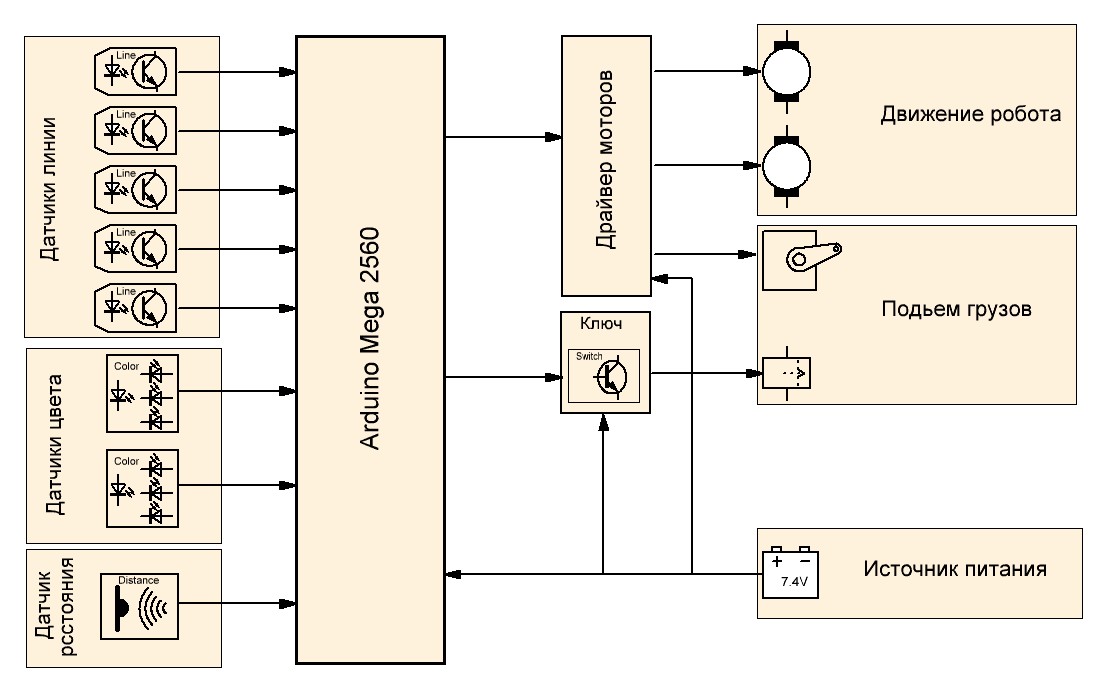 Датчики линии
Line
Line
Line
Line
Line
Датчики цвета
Color
Color
Датчик
рсстояния
Distance
Arduino Mega 2560
Драйвер моторов
Ключ
Switch
Движение робота
Подьем грузов
Источник питания
+ −
7.4V